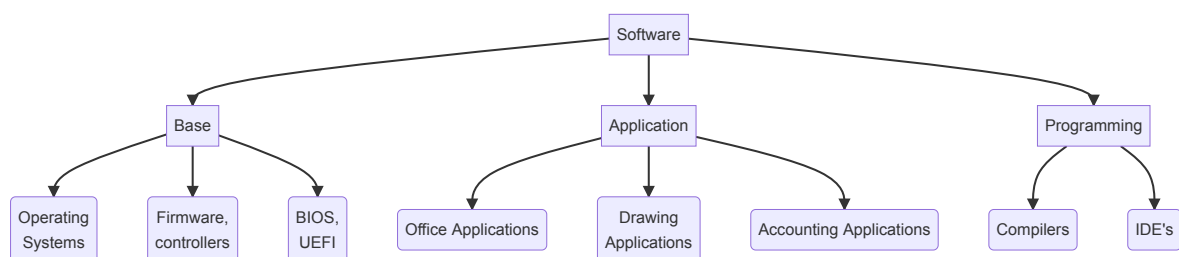 Software
Base
Application
Programming
Operating
Systems
Firmware,
controllers
BIOS,
UEFI
Office Applications
Drawing
Applications
Accounting Applications
Compilers
IDE's